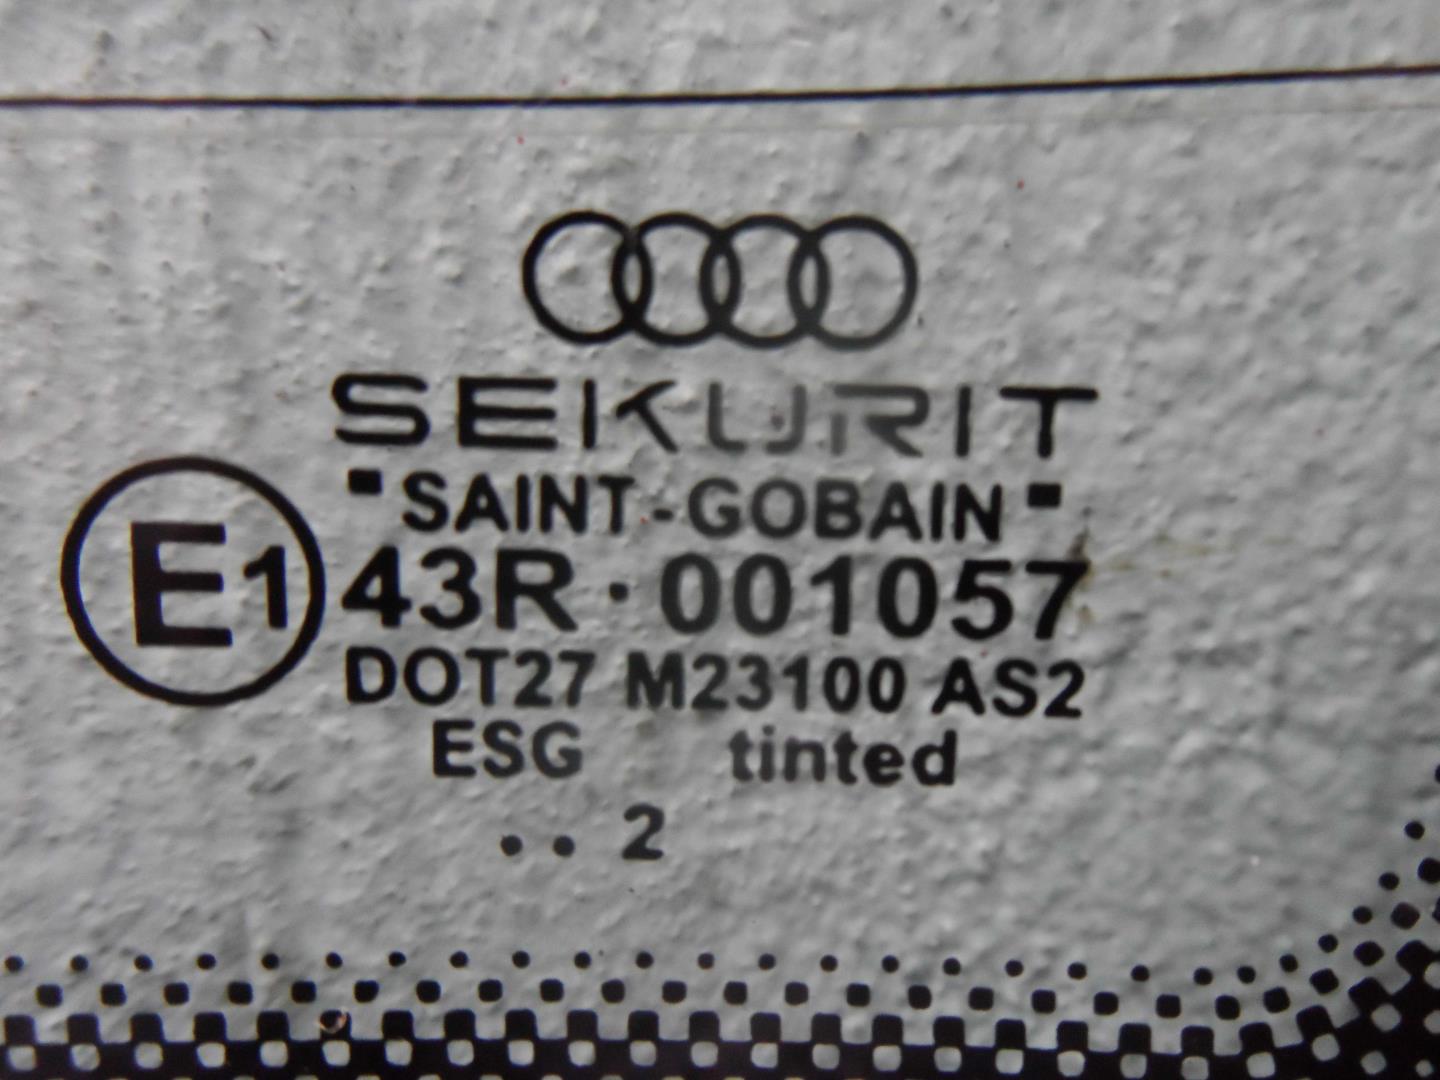 SEKURIT
SAINT-GOBAIN
E1
43R·001057
DOT27 M23100 AS2
ESG tinted
.. 2